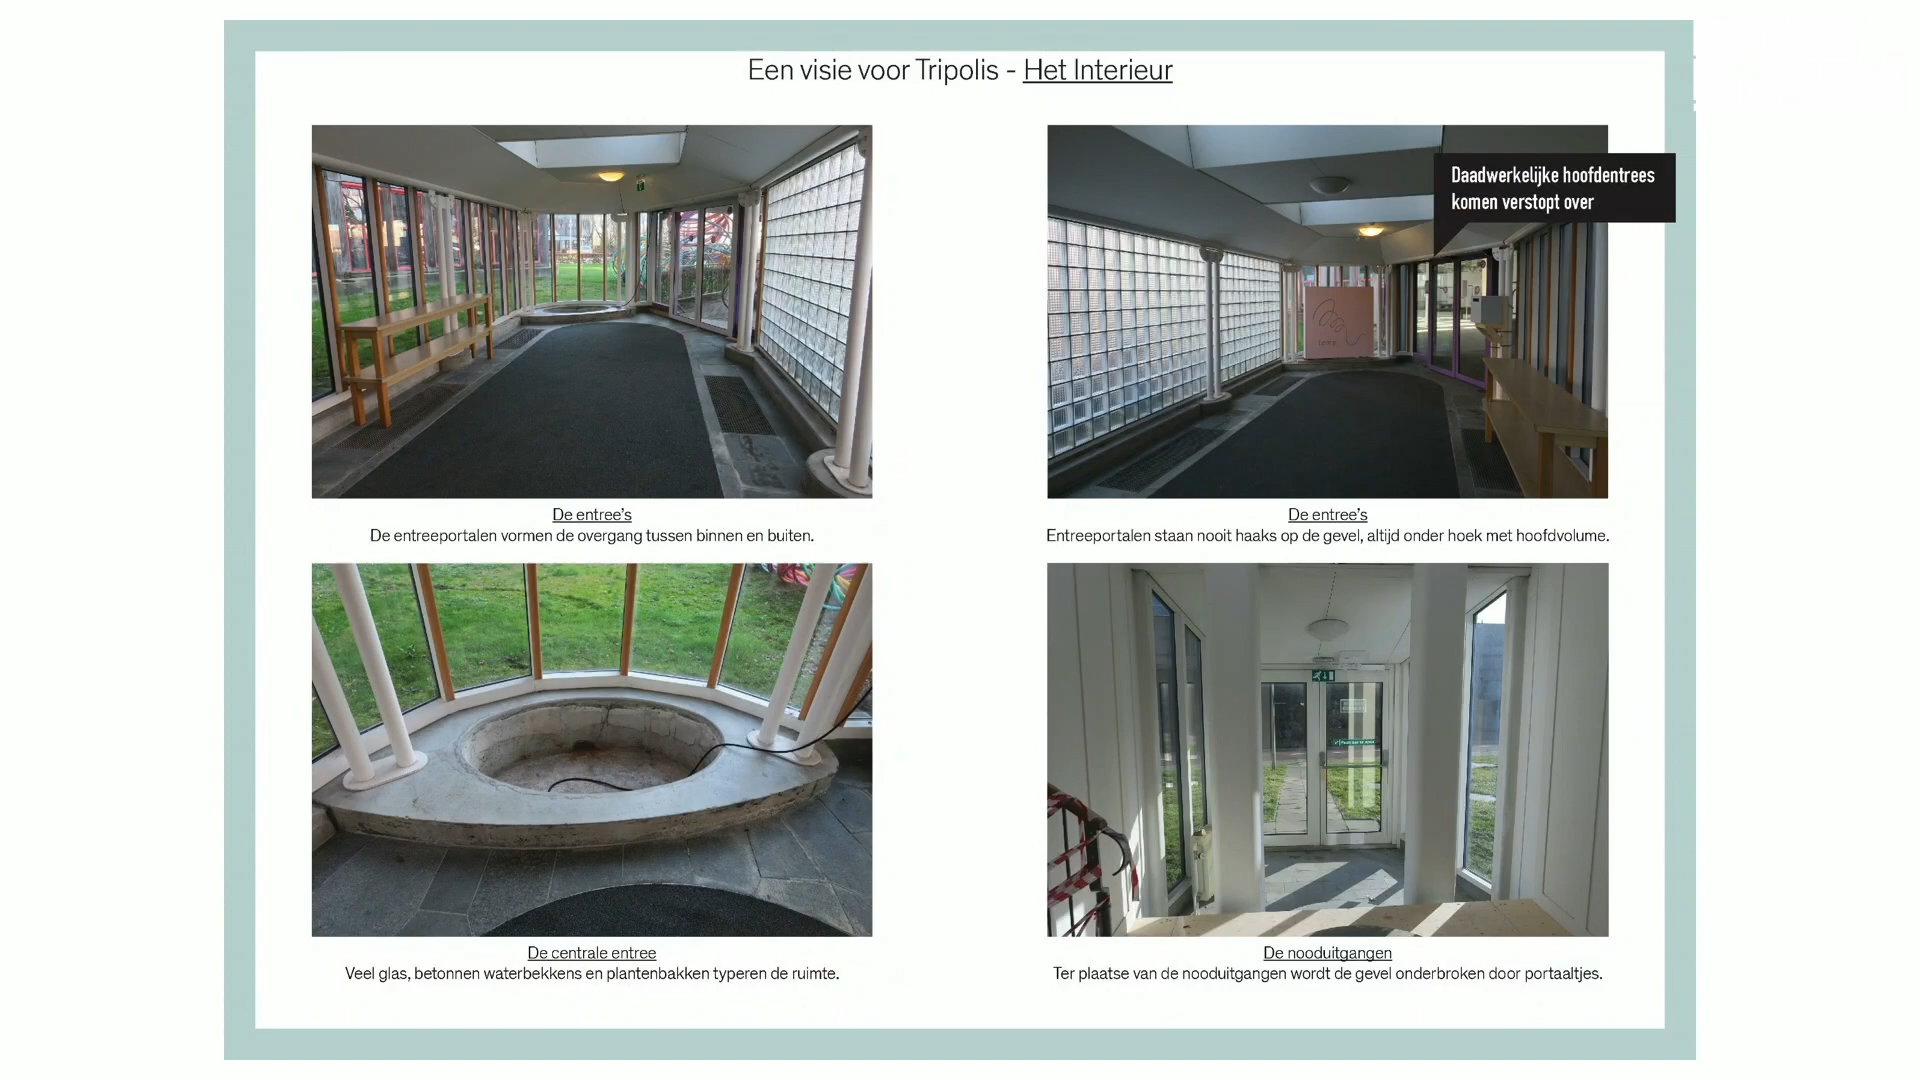 Een visie voor Tripolis - Het Interieur
Daadwerkelijke hoofdentrees
komen verstopt over
De entree's
De entreeportalen vormen de overgang tussen binnen en buiten.
De entree's
Entreeportalen staan nooit haaks op de gevel, altijd onder hoek met hoofdvolume.
De centrale entree
Veel glas, betonnen waterbekkens en plantenbakken typeren de ruimte.
De nooduitgangen
Ter plaatse van de nooduitgangen wordt de gevel onderbroken door portaaltjes.